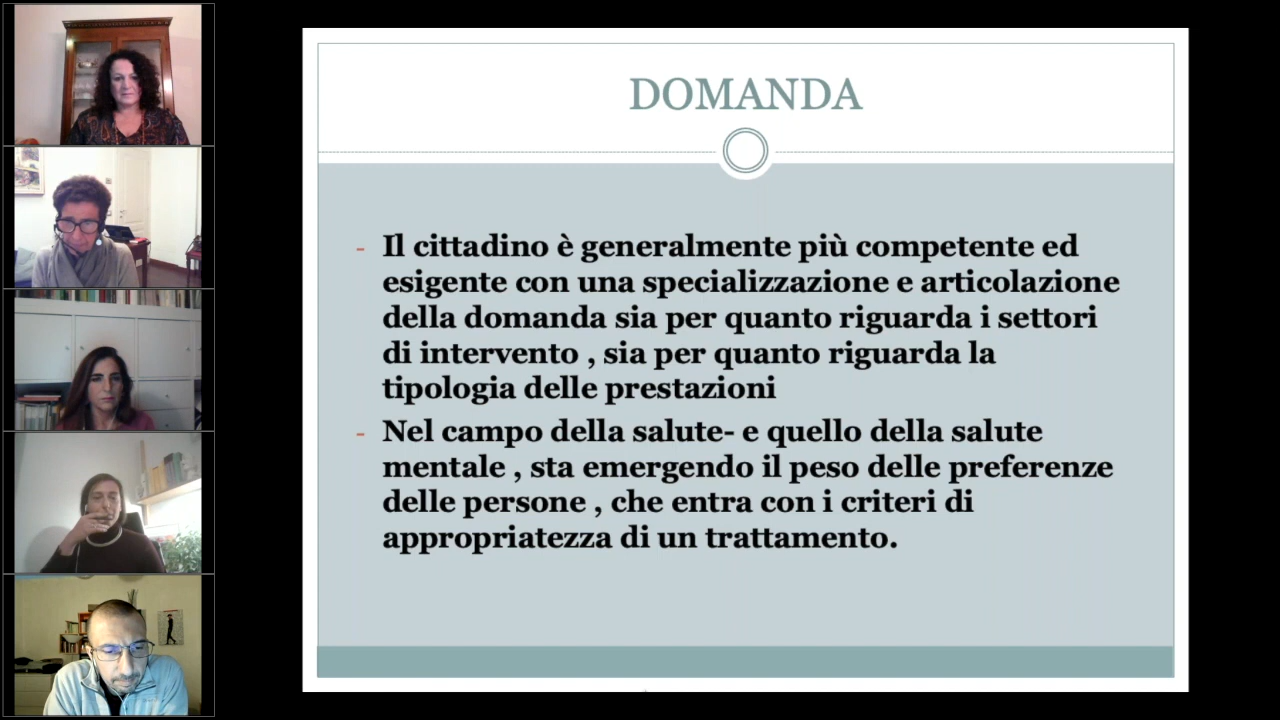 DOMANDA
- Il cittadino è generalmente più competente ed
esigente con una specializzazione e articolazione
della domanda sia per quanto riguarda i settori
di intervento , sia per quanto riguarda la
tipologia delle prestazioni
- Nel campo della salute- e quello della salute
mentale , sta emergendo il peso delle preferenze
delle persone , che entra con i criteri di
appropriatezza di un trattamento.